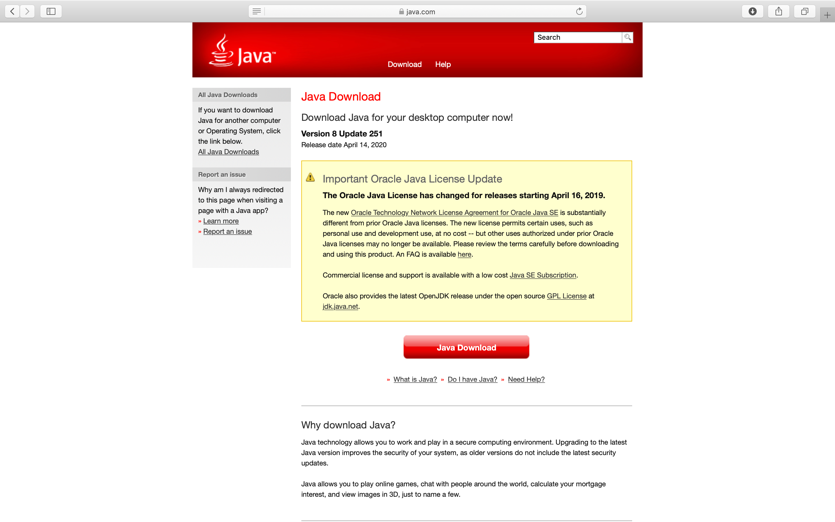 java.com
Java™
Search
Download Help
All Java Downloads
If you want to download
Java for another computer
or Operating System, click
the link below.
All Java Downloads
Report an issue
Why am I always redirected
to this page when visiting a
page with a Java app?
» Learn more
» Report an issue
Java Download
Download Java for your desktop computer now!
Version 8 Update 251
Release date April 14, 2020
Important Oracle Java License Update
The Oracle Java License has changed for releases starting April 16, 2019.
The new Oracle Technology Network License Agreement for Oracle Java SE is substantially
different from prior Oracle Java licenses. The new license permits certain uses, such as
personal use and development use, at no cost -- but other uses authorized under prior Oracle
Java licenses may no longer be available. Please review the terms carefully before downloading
and using this product. An FAQ is available here.
Commercial license and support is available with a low cost Java SE Subscription.
Oracle also provides the latest OpenJDK release under the open source GPL License at
jdk.java.net.
Java Download
» What is Java? » Do I have Java? » Need Help?
Why download Java?
Java technology allows you to work and play in a secure computing environment. Upgrading to the latest
Java version improves the security of your system, as older versions do not include the latest security
updates.
Java allows you to play online games, chat with people around the world, calculate your mortgage
interest, and view images in 3D, just to name a few.